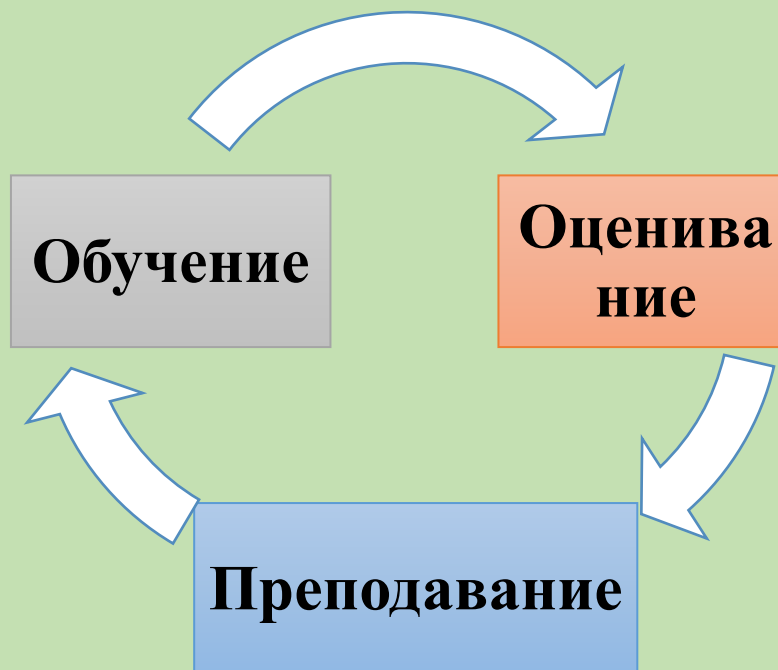 Обучение
Оценива
ние
Преподавание